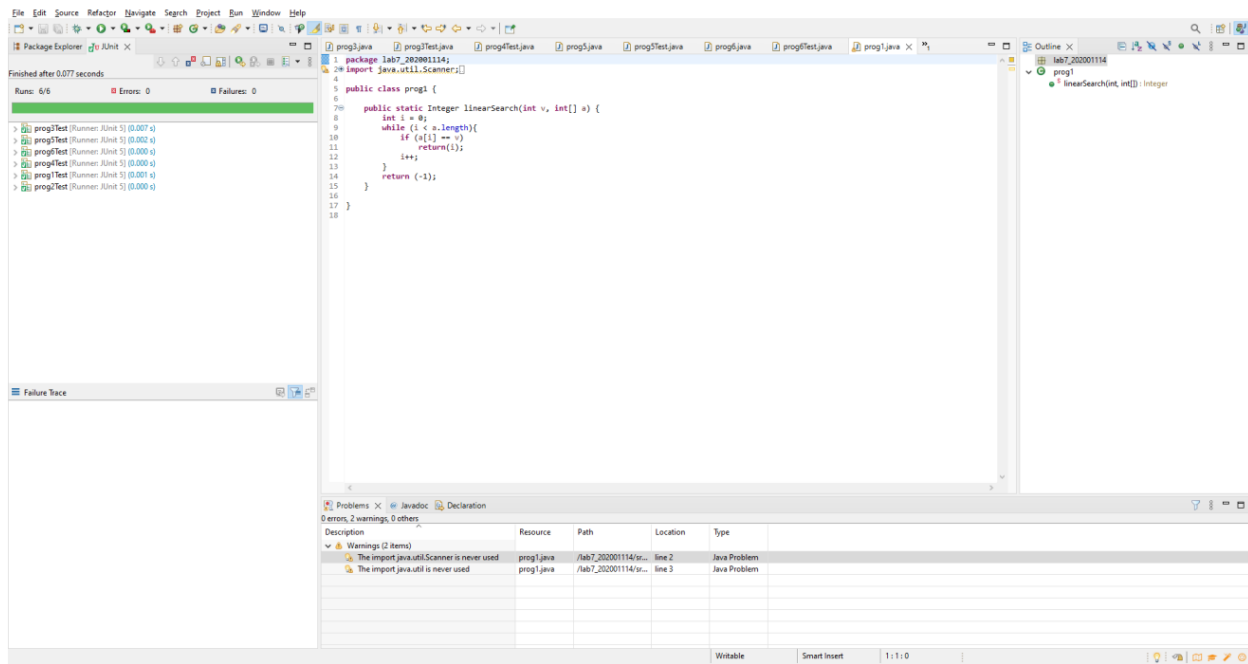 File Edit Source Refactor Navigate Search Project Run Window Help
Package Explorer JUnit
Finished after 0.077 seconds
Runs: 6/6 Errors: 0 Failures: 0
prog3Test [Runner: JUnit 5] (0.007 s)
prog5Test [Runner: JUnit 5] (0.002 s)
prog6Test [Runner: JUnit 5] (0.000 s)
prog4Test [Runner: JUnit 5] (0.000 s)
prog1Test [Runner: JUnit 5] (0.001 s)
prog2Test [Runner: JUnit 5] (0.000 s)
Failure Trace
prog3.java prog3Test.java prog4Test.java prog5.java prog5Test.java prog6.java prog6Test.java prog1.java
1 package lab7_202001114;
2 import java.util.Scanner;
4
5 public class prog1 {
6
7 public static Integer linearSearch(int v, int[] a) {
8 int i = 0;
9 while (i < a.length){
10 if (a[i] == v)
11 return(i);
12 i++;
13 }
14 return (-1);
15 }
16
17 }
18
Outline
lab7_202001114
prog1
linearSearch(int, int[]) : Integer
Problems Javadoc Declaration
0 errors, 2 warnings, 0 others
Description Resource Path Location Type
Warnings (2 items)
The import java.util.Scanner is never used prog1.java /lab7_202001114/sr... line 2 Java Problem
The import java.util is never used prog1.java /lab7_202001114/sr... line 3 Java Problem
Writable Smart Insert 1 : 1 : 0